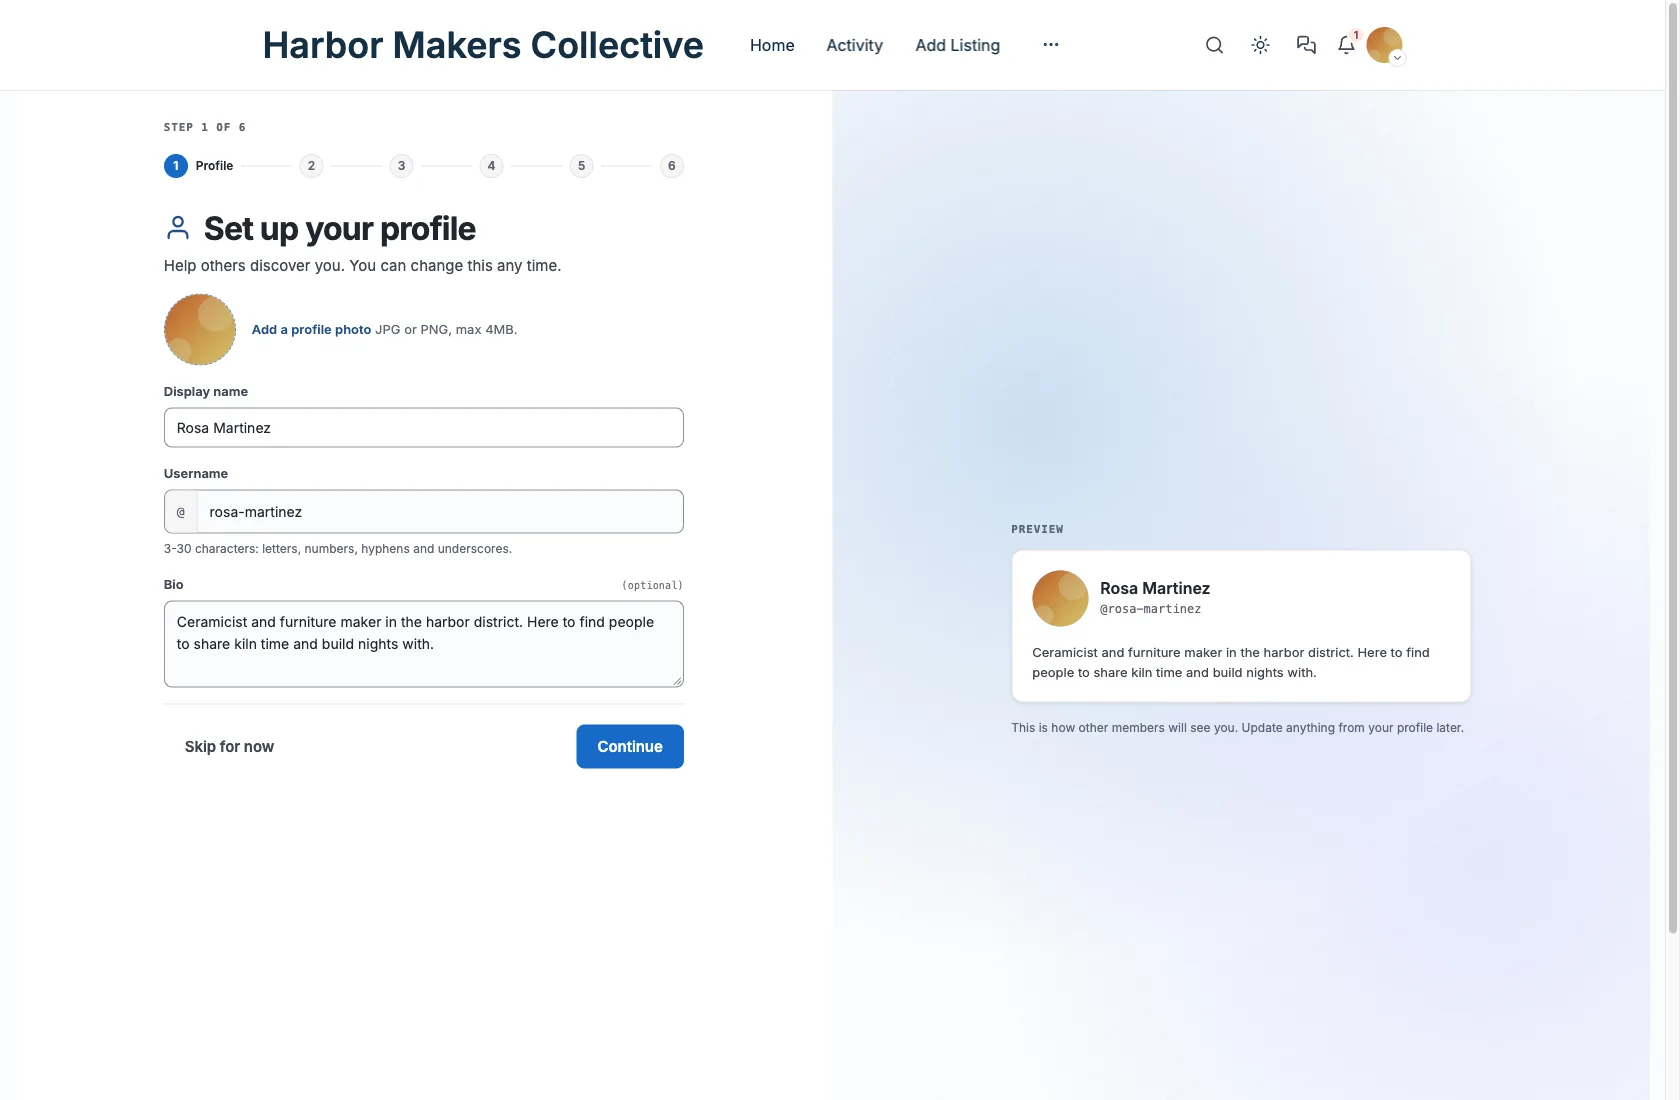 Harbor Makers Collective
Home
Activity
Add Listing
1
STEP 1 OF 6
1 Profile 2 3 4 5 6
Set up your profile
Help others discover you. You can change this any time.
Add a profile photo JPG or PNG, max 4MB.
Display name
Rosa Martinez
Username
@ rosa-martinez
3-30 characters: letters, numbers, hyphens and underscores.
Bio (optional)
Ceramicist and furniture maker in the harbor district. Here to find people
to share kiln time and build nights with.
Skip for now
Continue
PREVIEW
Rosa Martinez
@rosa-martinez
Ceramicist and furniture maker in the harbor district. Here to find
people to share kiln time and build nights with.
This is how other members will see you. Update anything from your profile later.